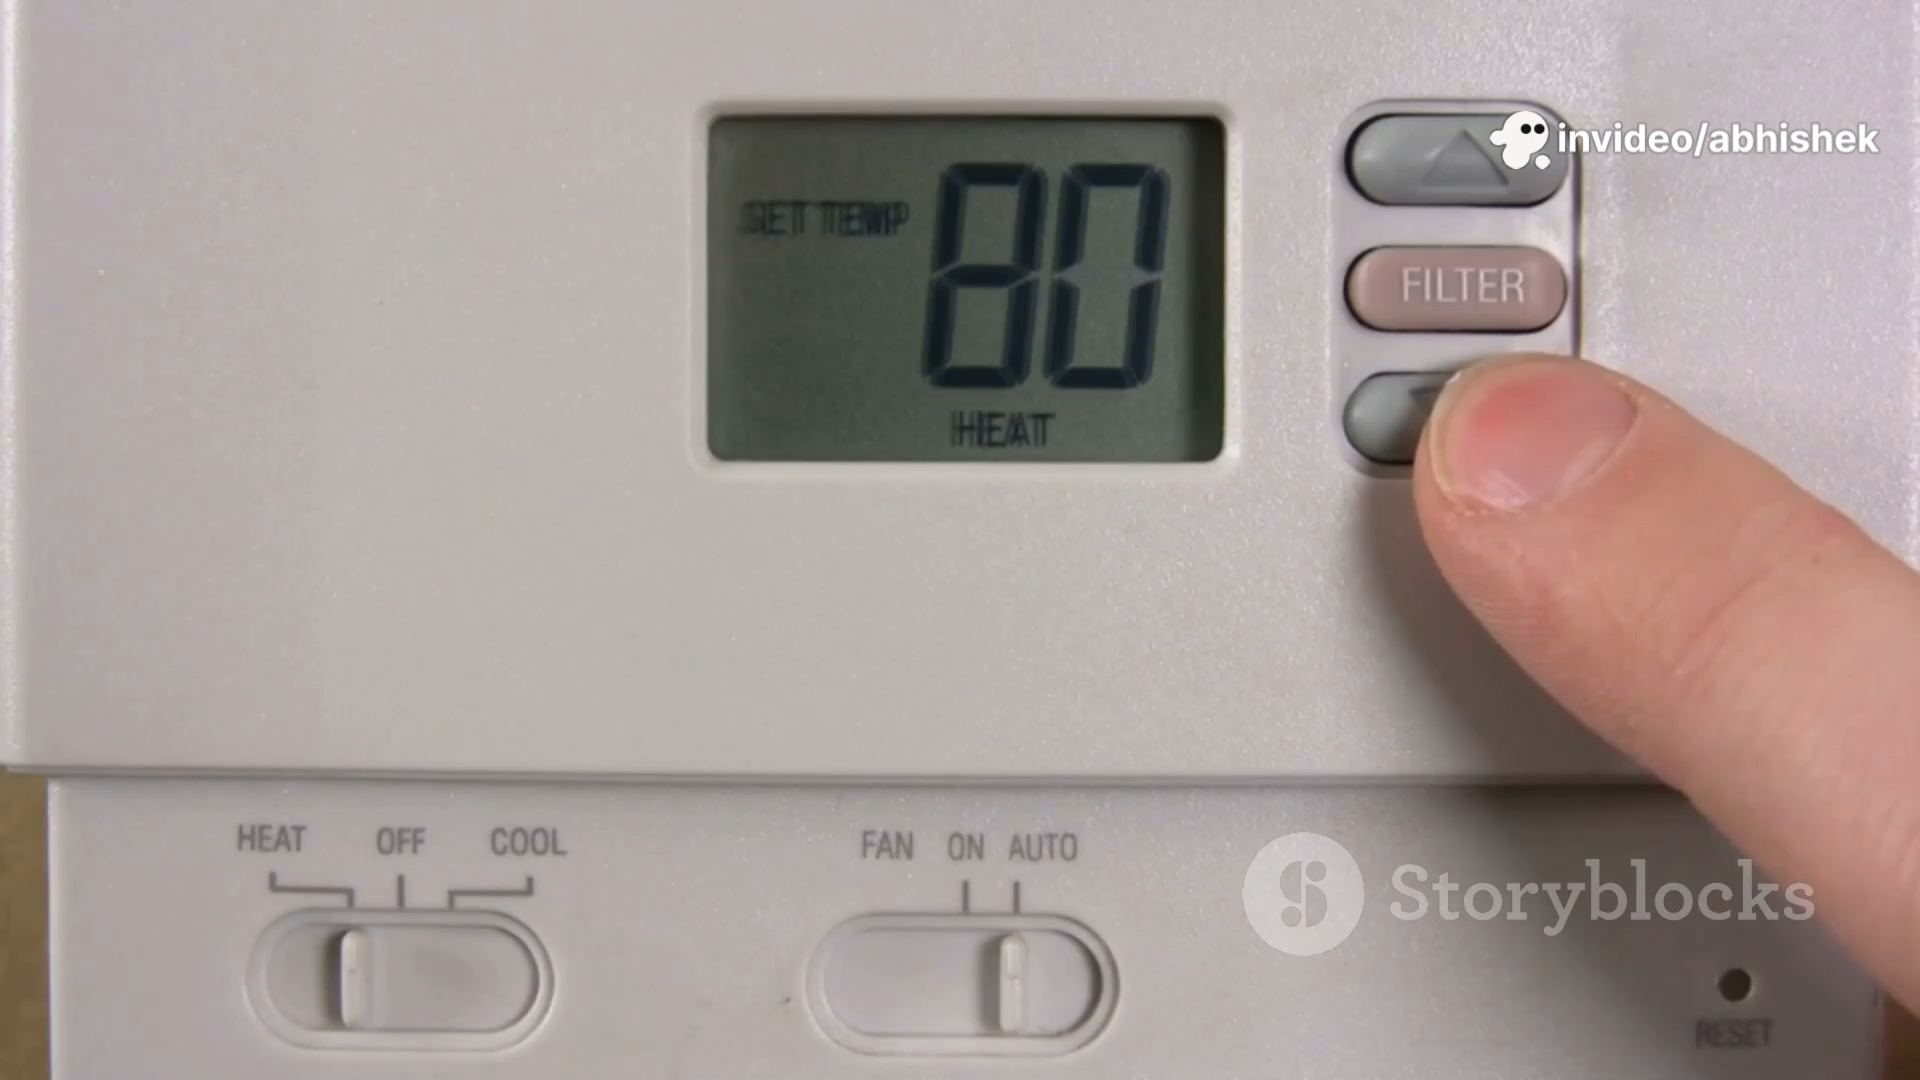 invideo/abhishek
SET TEMP 80
HEAT
FILTER
HEAT OFF COOL
FAN ON AUTO
Storyblocks
RESET